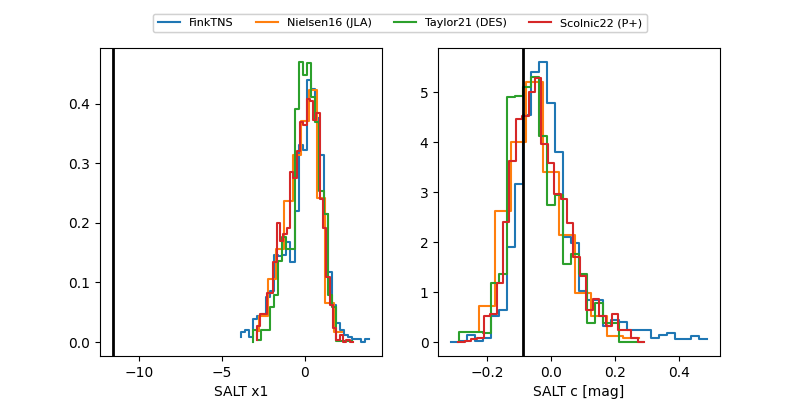 FinkTNS Nielsen16 (JLA) Taylor21 (DES) Scolnic22 (P+)
0.4
0.3
0.2
0.1
0.0
−10 −5 0
SALT x1
5
4
3
2
1
0
−0.2 0.0 0.2 0.4
SALT c [mag]